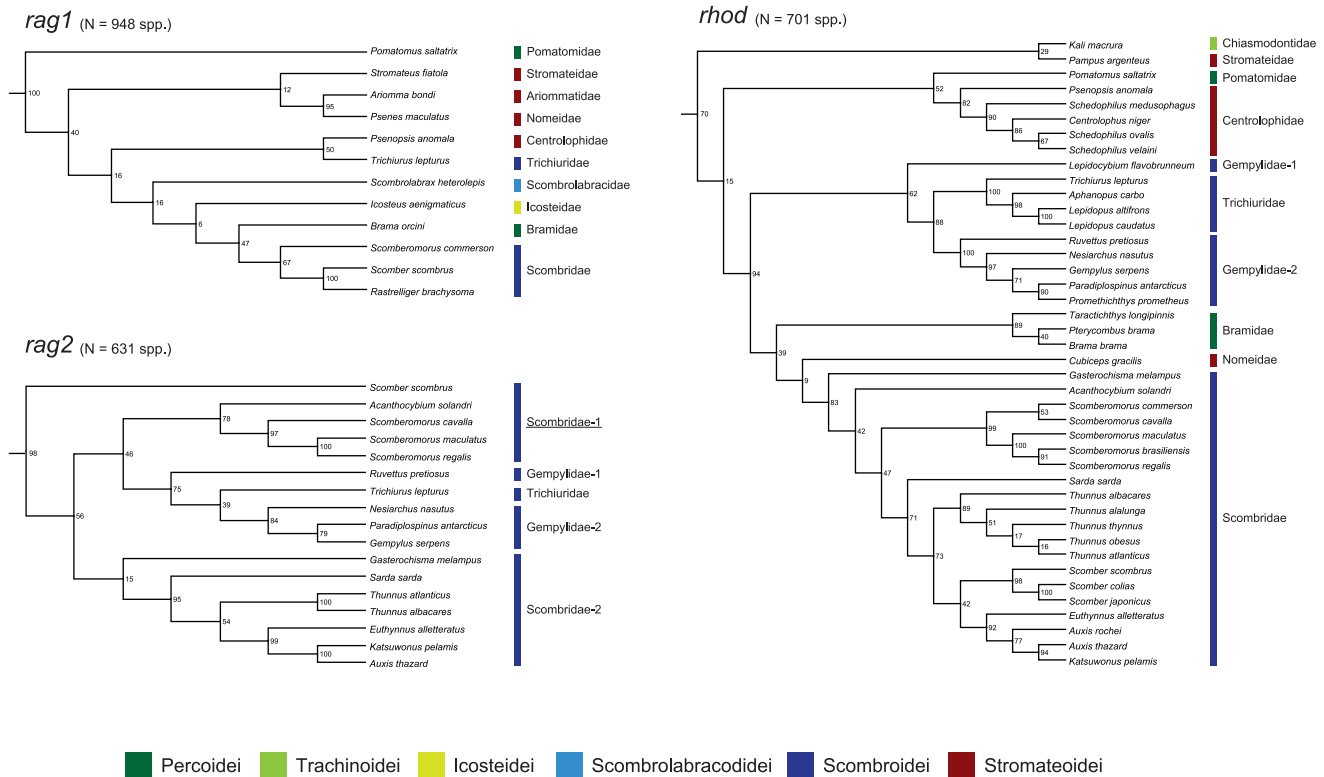 rag1 (N = 948 spp.)
Pomatomus saltatrix Pomatomidae
Stromateus fiatola Stromateidae
12
Ariomma bondi Ariommatidae
100
95
Psenes maculatus Nomeidae
40
Psenopsis anomala Centrolophidae
50
Trichiurus lepturus Trichiuridae
16
Scombrolabrax heterolepis Scombrolabracidae
16
Icosteus aenigmaticus Icosteidae
6
Brama orcini Bramidae
47
Scomberomorus commerson
67
Scomber scombrus Scombridae
100
Rastrelliger brachysoma
rag2 (N = 631 spp.)
Scomber scombrus
Acanthocybium solandri
78
Scomberomorus cavalla Scombridae-1
97
Scomberomorus maculatus
100
98
46
Scomberomorus regalis
Ruvettus pretiosus Gempylidae-1
75
Trichiurus lepturus Trichiuridae
39
Nesiarchus nasutus
84
56
Paradiplospinus antarcticus Gempylidae-2
79
Gempylus serpens
Gasterochisma melampus
15
Sarda sarda
95
Thunnus atlanticus
100
Thunnus albacares Scombridae-2
54
Euthynnus alletteratus
99
Katsuwonus pelamis
100
Auxis thazard
rhod (N = 701 spp.)
Kali macrura Chiasmodontidae
29
Pampus argenteus Stromateidae
Pomatomus saltatrix Pomatomidae
52
Psenopsis anomala
82
Schedophilus medusophagus
90
70
Centrolophus niger Centrolophidae
86
Schedophilus ovalis
67
Schedophilus velaini
15
Lepidocybium flavobrunneum Gempylidae-1
62
Trichiurus lepturus
100
Aphanopus carbo Trichiuridae
98
Lepidopus altifrons
100
88
Lepidopus caudatus
Ruvettus pretiosus
100
Nesiarchus nasutus
97
Gempylus serpens Gempylidae-2
94
71
Paradiplospinus antarcticus
90
Promethichthys prometheus
Taractichthys longipinnis
89
Pterycombus brama Bramidae
40
39
Brama brama
Cubiceps gracilis Nomeidae
9
Gasterochisma melampus
83
Acanthocybium solandri
42
Scomberomorus commerson
53
Scomberomorus cavalla
99
Scomberomorus maculatus
100
Scomberomorus brasiliensis
91
Scomberomorus regalis
47
Sarda sarda
71
Thunnus albacares
89
Thunnus alalunga
51
Scombridae
Thunnus thynnus
17
Thunnus obesus
16
73
Thunnus atlanticus
Scomber scombrus
98
Scomber colias
100
Scomber japonicus
42
Euthynnus alletteratus
92
Auxis rochei
77
Auxis thazard
94
Katsuwonus pelamis
Percoidei Trachinoidei Icosteidei Scombrolabracodidei Scombroidei Stromateoidei